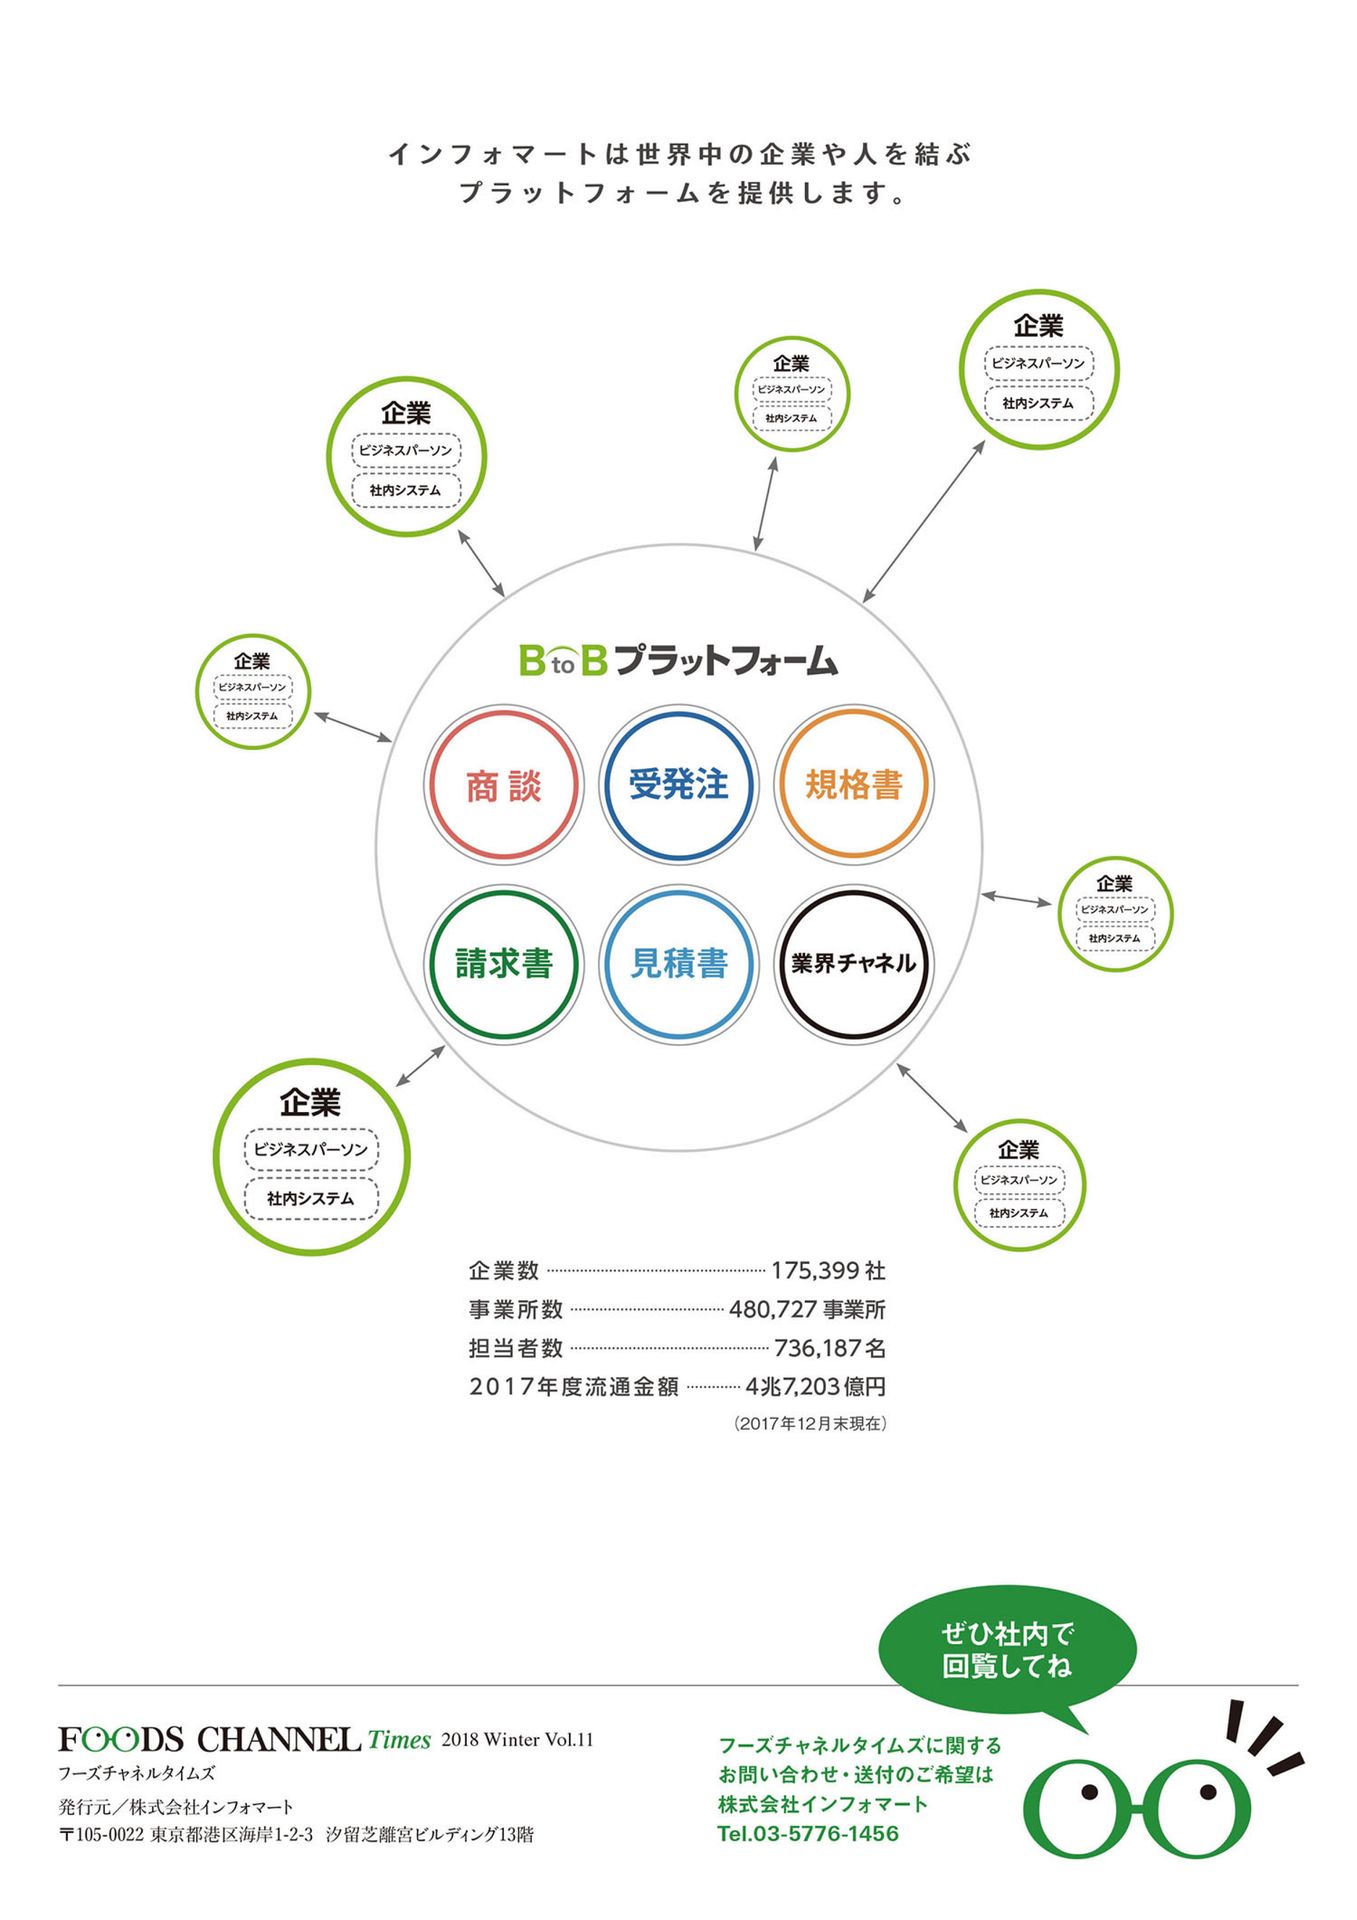 インフォマートは世界中の企業や人を結ぶ
プラットフォームを提供します。
企業
ビジネスパーソン
社内システム
企業
ビジネスパーソン
社内システム
企業
ビジネスパーソン
社内システム
企業
ビジネスパーソン
社内システム
BtoBプラットフォーム
商談
受発注
規格書
請求書
見積書
業界チャネル
企業
ビジネスパーソン
社内システム
企業
ビジネスパーソン
社内システム
企業
ビジネスパーソン
社内システム
企業数 ……… 175,399社
事業所数 ……… 480,727事業所
担当者数 ……… 736,187名
2017年度流通金額 ……… 4兆7,203億円
(2017年12月末現在)
ぜひ社内で
回覧してね
FOODS CHANNEL Times 2018 Winter Vol.11
フーズチャネルタイムズ
発行元／株式会社インフォマート
〒105-0022 東京都港区海岸1-2-3 汐留芝離宮ビルディング13階
フーズチャネルタイムズに関する
お問い合わせ・送付のご希望は
株式会社インフォマート
Tel.03-5776-1456